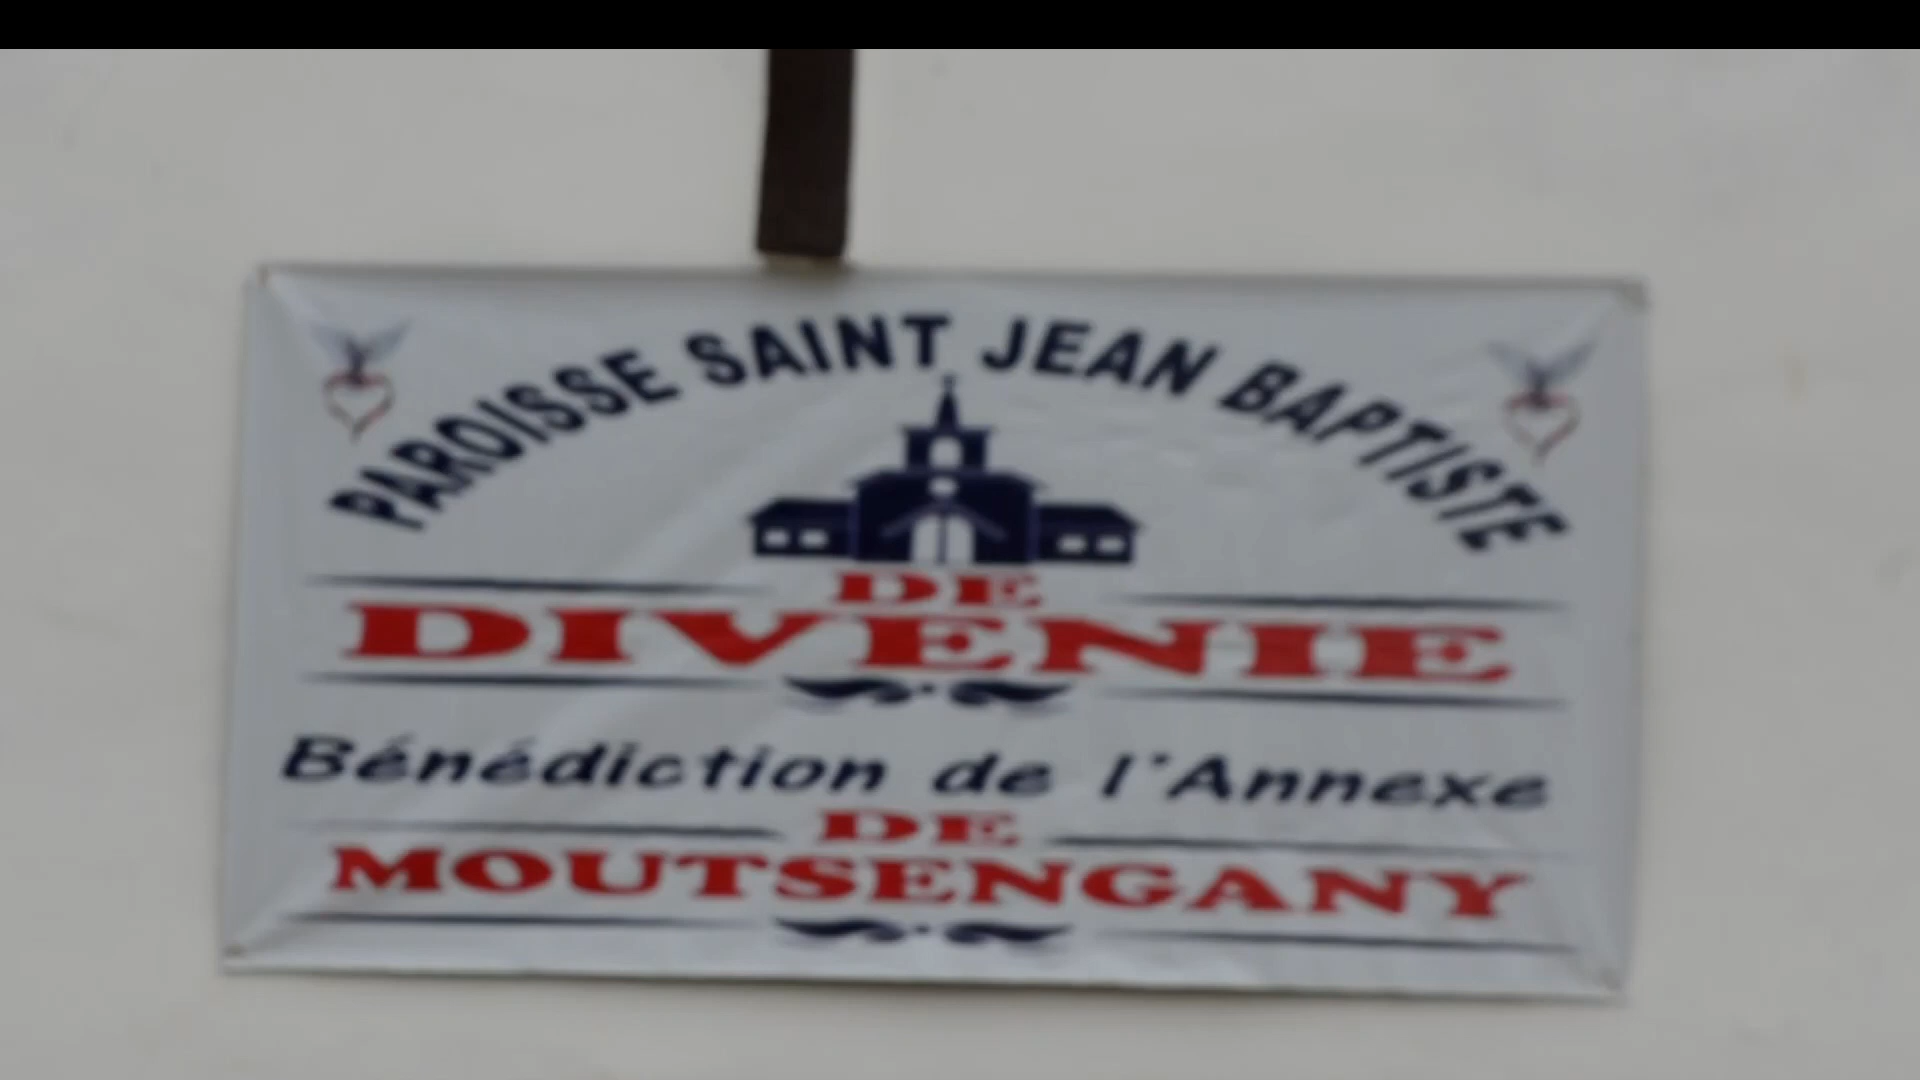 PAROISSE SAINT JEAN BAPTISTE
DE
DIVENIE
Bénédiction de l'Annexe
DE
MOUTSENGANY